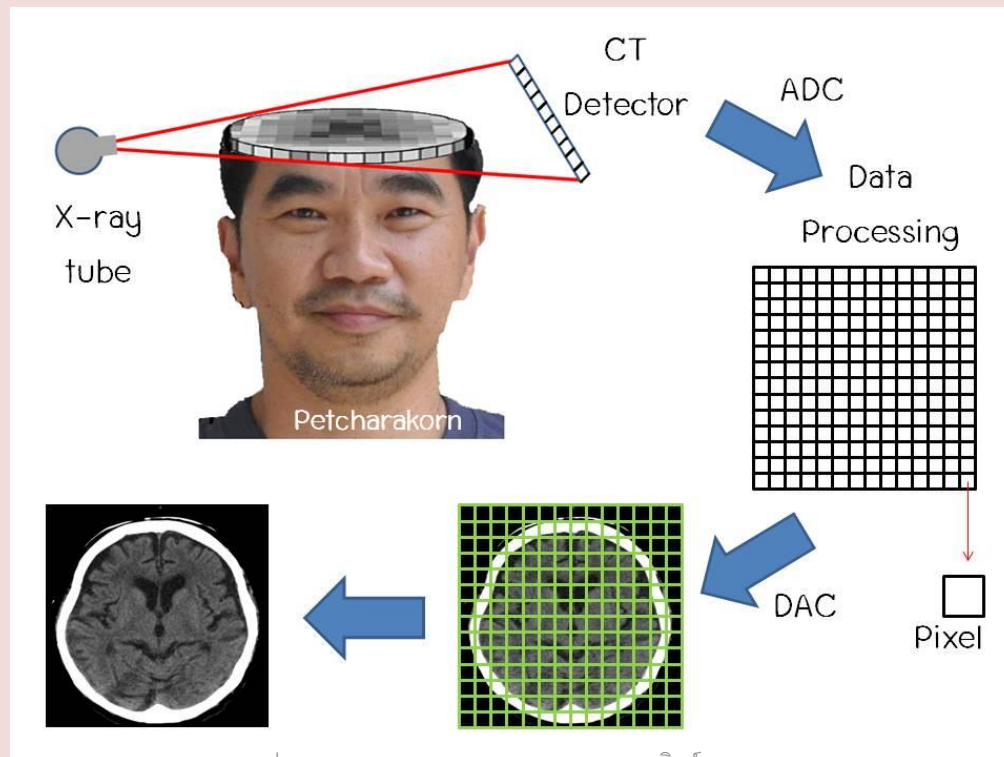 CT
Detector
ADC
X-ray
tube
Data
Processing
Petcharakorn
DAC
Pixel